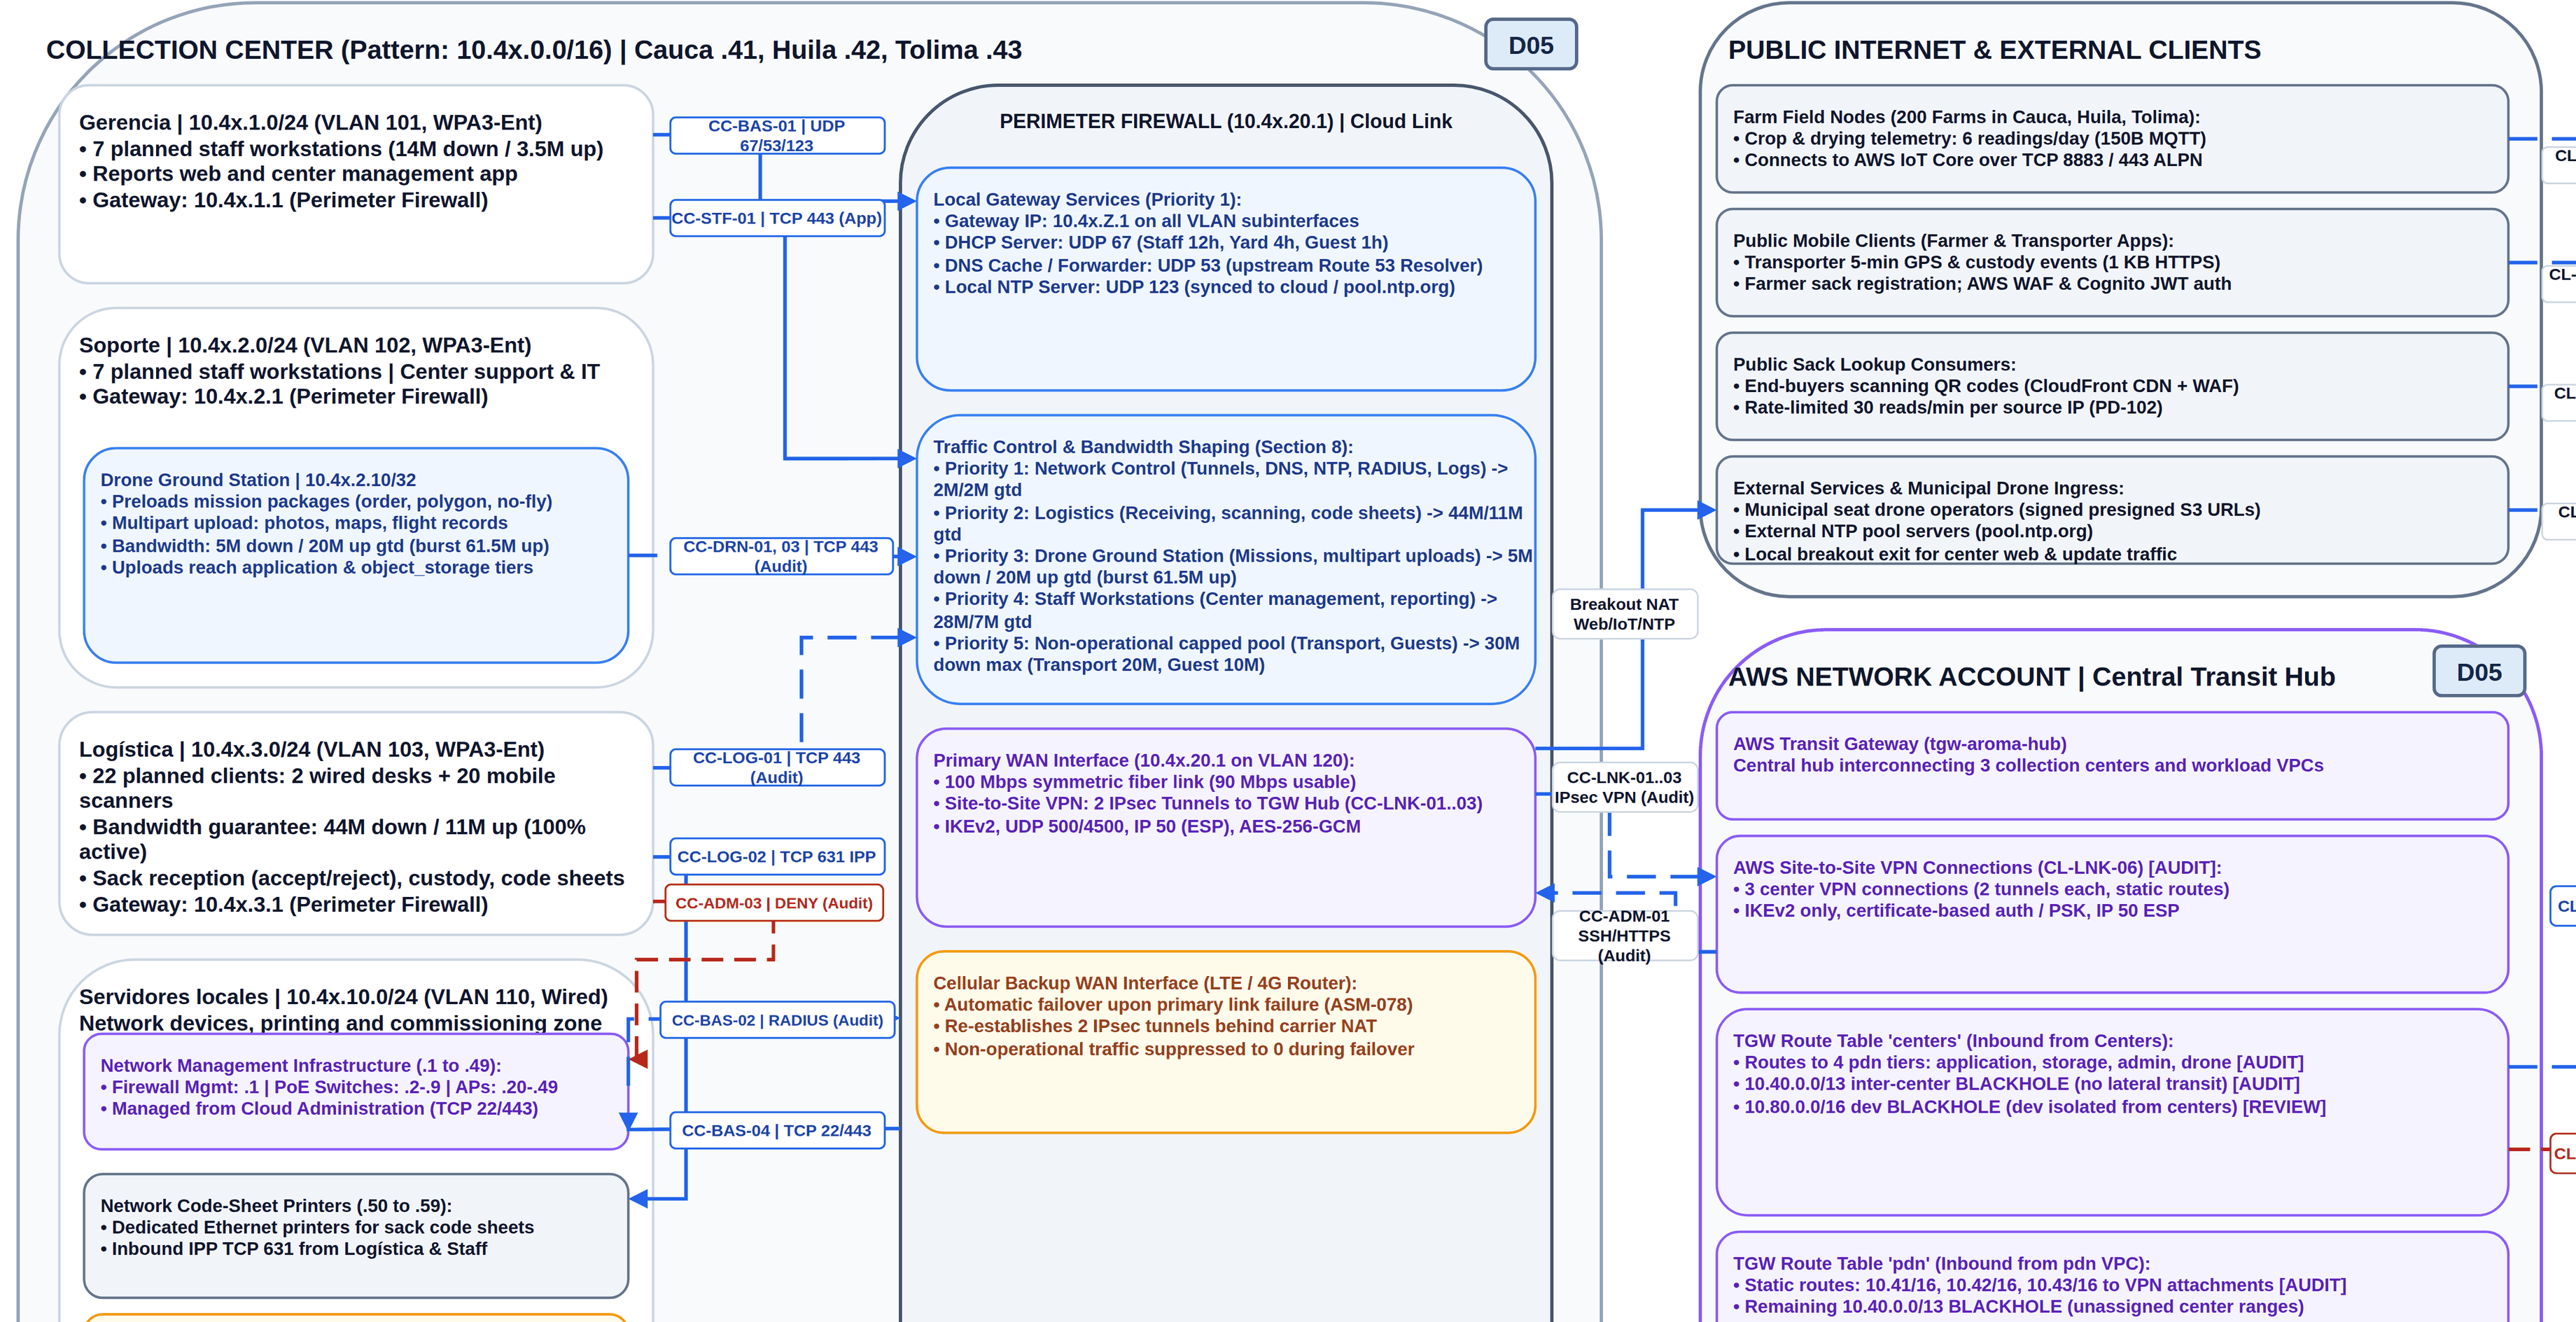 COLLECTION CENTER (Pattern: 10.4x.0.0/16) | Cauca .41, Huila .42, Tolima .43
D05
Gerencia | 10.4x.1.0/24 (VLAN 101, WPA3-Ent)
• 7 planned staff workstations (14M down / 3.5M up)
• Reports web and center management app
• Gateway: 10.4x.1.1 (Perimeter Firewall)
Soporte | 10.4x.2.0/24 (VLAN 102, WPA3-Ent)
• 7 planned staff workstations | Center support & IT
• Gateway: 10.4x.2.1 (Perimeter Firewall)
Drone Ground Station | 10.4x.2.10/32
• Preloads mission packages (order, polygon, no-fly)
• Multipart upload: photos, maps, flight records
• Bandwidth: 5M down / 20M up gtd (burst 61.5M up)
• Uploads reach application & object_storage tiers
Logística | 10.4x.3.0/24 (VLAN 103, WPA3-Ent)
• 22 planned clients: 2 wired desks + 20 mobile
scanners
• Bandwidth guarantee: 44M down / 11M up (100%
active)
• Sack reception (accept/reject), custody, code sheets
• Gateway: 10.4x.3.1 (Perimeter Firewall)
Servidores locales | 10.4x.10.0/24 (VLAN 110, Wired)
Network devices, printing and commissioning zone
Network Management Infrastructure (.1 to .49):
• Firewall Mgmt: .1 | PoE Switches: .2-.9 | APs: .20-.49
• Managed from Cloud Administration (TCP 22/443)
Network Code-Sheet Printers (.50 to .59):
• Dedicated Ethernet printers for sack code sheets
• Inbound IPP TCP 631 from Logística & Staff
CC-BAS-01 | UDP
67/53/123
CC-STF-01 | TCP 443 (App)
CC-DRN-01, 03 | TCP 443
(Audit)
CC-LOG-01 | TCP 443
(Audit)
CC-LOG-02 | TCP 631 IPP
CC-ADM-03 | DENY (Audit)
CC-BAS-02 | RADIUS (Audit)
CC-BAS-04 | TCP 22/443
PERIMETER FIREWALL (10.4x.20.1) | Cloud Link
Local Gateway Services (Priority 1):
• Gateway IP: 10.4x.Z.1 on all VLAN subinterfaces
• DHCP Server: UDP 67 (Staff 12h, Yard 4h, Guest 1h)
• DNS Cache / Forwarder: UDP 53 (upstream Route 53 Resolver)
• Local NTP Server: UDP 123 (synced to cloud / pool.ntp.org)
Traffic Control & Bandwidth Shaping (Section 8):
• Priority 1: Network Control (Tunnels, DNS, NTP, RADIUS, Logs) ->
2M/2M gtd
• Priority 2: Logistics (Receiving, scanning, code sheets) -> 44M/11M
gtd
• Priority 3: Drone Ground Station (Missions, multipart uploads) -> 5M
down / 20M up gtd (burst 61.5M up)
• Priority 4: Staff Workstations (Center management, reporting) ->
28M/7M gtd
• Priority 5: Non-operational capped pool (Transport, Guests) -> 30M
down max (Transport 20M, Guest 10M)
Primary WAN Interface (10.4x.20.1 on VLAN 120):
• 100 Mbps symmetric fiber link (90 Mbps usable)
• Site-to-Site VPN: 2 IPsec Tunnels to TGW Hub (CC-LNK-01..03)
• IKEv2, UDP 500/4500, IP 50 (ESP), AES-256-GCM
Cellular Backup WAN Interface (LTE / 4G Router):
• Automatic failover upon primary link failure (ASM-078)
• Re-establishes 2 IPsec tunnels behind carrier NAT
• Non-operational traffic suppressed to 0 during failover
Breakout NAT
Web/IoT/NTP
CC-LNK-01..03
IPsec VPN (Audit)
CC-ADM-01
SSH/HTTPS
(Audit)
PUBLIC INTERNET & EXTERNAL CLIENTS
Farm Field Nodes (200 Farms in Cauca, Huila, Tolima):
• Crop & drying telemetry: 6 readings/day (150B MQTT)
• Connects to AWS IoT Core over TCP 8883 / 443 ALPN
Public Mobile Clients (Farmer & Transporter Apps):
• Transporter 5-min GPS & custody events (1 KB HTTPS)
• Farmer sack registration; AWS WAF & Cognito JWT auth
Public Sack Lookup Consumers:
• End-buyers scanning QR codes (CloudFront CDN + WAF)
• Rate-limited 30 reads/min per source IP (PD-102)
External Services & Municipal Drone Ingress:
• Municipal seat drone operators (signed presigned S3 URLs)
• External NTP pool servers (pool.ntp.org)
• Local breakout exit for center web & update traffic
CL
CL-
CL
CL
AWS NETWORK ACCOUNT | Central Transit Hub
D05
AWS Transit Gateway (tgw-aroma-hub)
Central hub interconnecting 3 collection centers and workload VPCs
AWS Site-to-Site VPN Connections (CL-LNK-06) [AUDIT]:
• 3 center VPN connections (2 tunnels each, static routes)
• IKEv2 only, certificate-based auth / PSK, IP 50 ESP
CL
TGW Route Table 'centers' (Inbound from Centers):
• Routes to 4 pdn tiers: application, storage, admin, drone [AUDIT]
• 10.40.0.0/13 inter-center BLACKHOLE (no lateral transit) [AUDIT]
• 10.80.0.0/16 dev BLACKHOLE (dev isolated from centers) [REVIEW]
CL
TGW Route Table 'pdn' (Inbound from pdn VPC):
• Static routes: 10.41/16, 10.42/16, 10.43/16 to VPN attachments [AUDIT]
• Remaining 10.40.0.0/13 BLACKHOLE (unassigned center ranges)